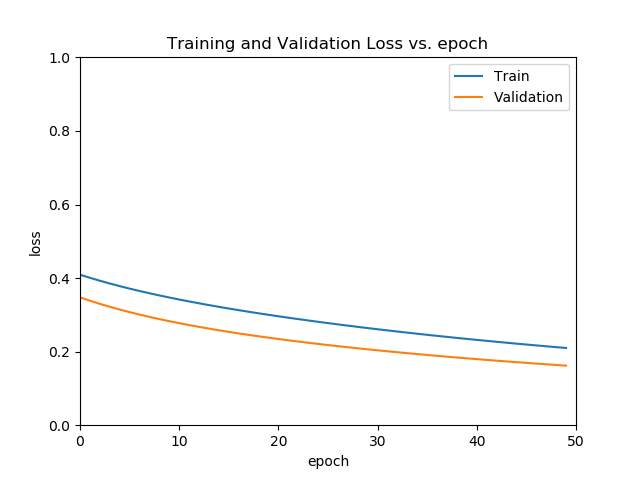 Training and Validation Loss vs. epoch
1.0
0.8
0.6
0.4
0.2
0.0
loss
Train
Validation
0 10 20 30 40 50
epoch